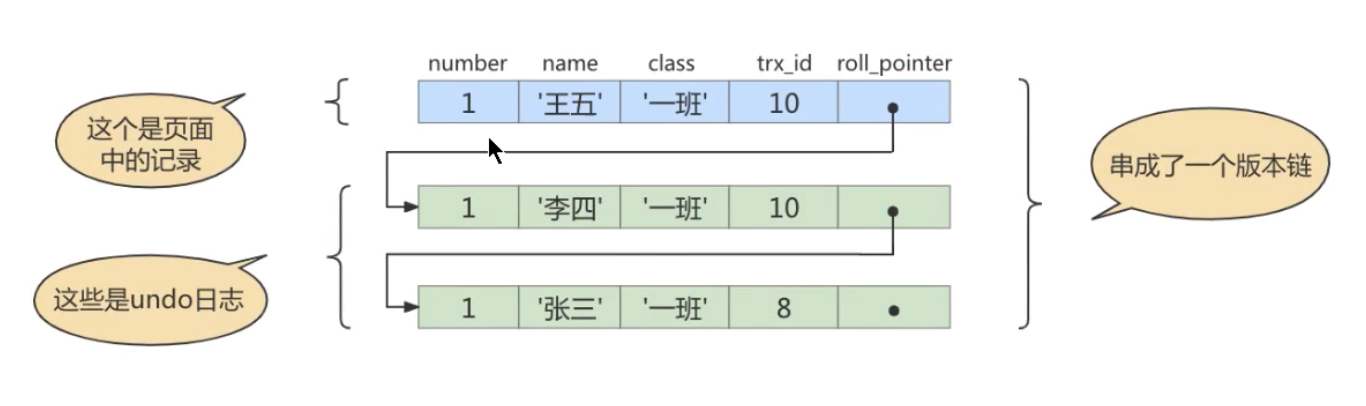 number name class trx_id roll_pointer
1 '王五' '一班' 10
这个是页面
中的记录
串成了一个版本链
1 '李四' '一班' 10
这些是undo日志
1 '张三' '一班' 8